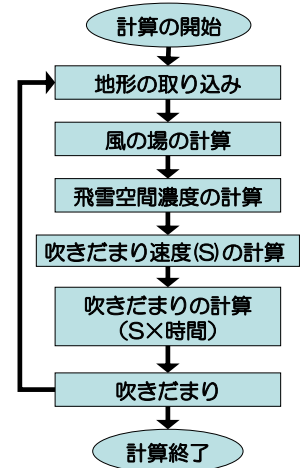 計算の開始
地形の取り込み
風の場の計算
飛雪空間濃度の計算
吹きだまり速度(S)の計算
吹きだまりの計算
（S×時間）
吹きだまり
計算終了